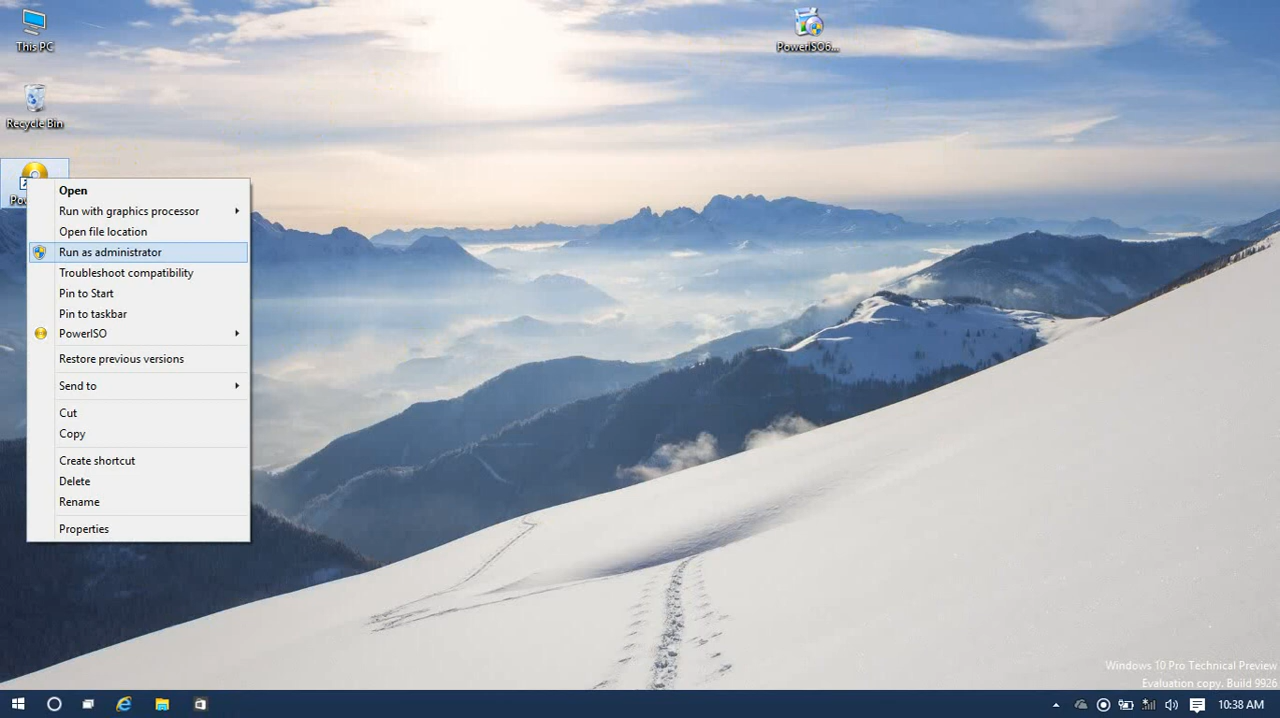 This PC
PowerISO6...
Recycle Bin
Open
Run with graphics processor
Open file location
Run as administrator
Troubleshoot compatibility
Pin to Start
Pin to taskbar
PowerISO
Restore previous versions
Send to
Cut
Copy
Create shortcut
Delete
Rename
Properties
Windows 10 Pro Technical Preview
Evaluation copy. Build 9926
10:38 AM